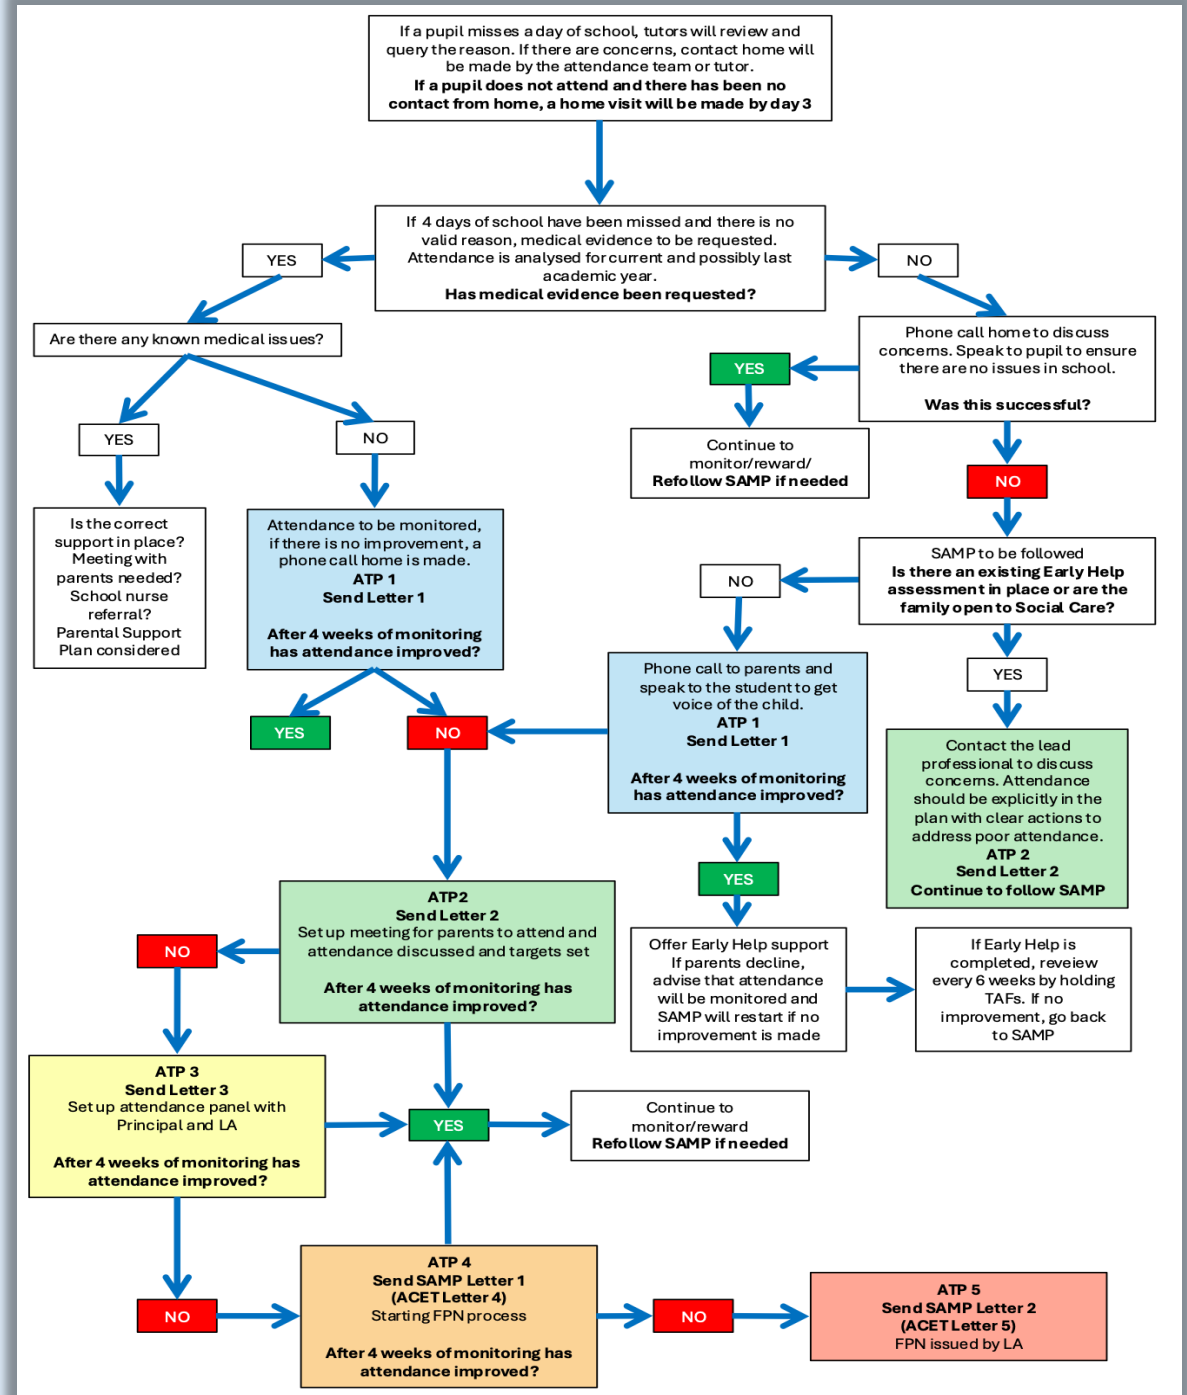 If a pupil misses a day of school, tutors will review and
query the reason. If there are concerns, contact home will
be made by the attendance team or tutor.
If a pupil does not attend and there has been no
contact from home, a home visit will be made by day 3
If 4 days of school have been missed and there is no
valid reason, medical evidence to be requested.
Attendance is analysed for current and possibly last
academic year.
Has medical evidence been requested?
YES
NO
Are there any known medical issues?
Phone call home to discuss
concerns. Speak to pupil to ensure
there are no issues in school.
Was this successful?
YES
YES
NO
Continue to
monitor/reward/
Refollow SAMP if needed
NO
Is the correct
support in place?
Meeting with
parents needed?
School nurse
referral?
Parental Support
Plan considered
Attendance to be monitored,
if there is no improvement, a
phone call home is made.
ATP 1
Send Letter 1
After 4 weeks of monitoring
has attendance improved?
SAMP to be followed
Is there an existing Early Help
assessment in place or are the
family open to Social Care?
NO
YES
Phone call to parents and
speak to the student to get
voice of the child.
ATP 1
Send Letter 1
After 4 weeks of monitoring
has attendance improved?
YES
NO
Contact the lead
professional to discuss
concerns. Attendance
should be explicitly in the
plan with clear actions to
address poor attendance.
ATP 2
Send Letter 2
Continue to follow SAMP
YES
ATP2
Send Letter 2
Set up meeting for parents to attend and
attendance discussed and targets set
After 4 weeks of monitoring has
attendance improved?
NO
Offer Early Help support
If parents decline,
advise that attendance
will be monitored and
SAMP will restart if no
improvement is made
If Early Help is
completed, reveiew
every 6 weeks by holding
TAFs. If no
improvement, go back
to SAMP
ATP 3
Send Letter 3
Set up attendance panel with
Principal and LA
After 4 weeks of monitoring has
attendance improved?
YES
Continue to
monitor/reward
Refollow SAMP if needed
NO
ATP 4
Send SAMP Letter 1
(ACET Letter 4)
Starting FPN process
After 4 weeks of monitoring has
attendance improved?
NO
ATP 5
Send SAMP Letter 2
(ACET Letter 5)
FPN issued by LA